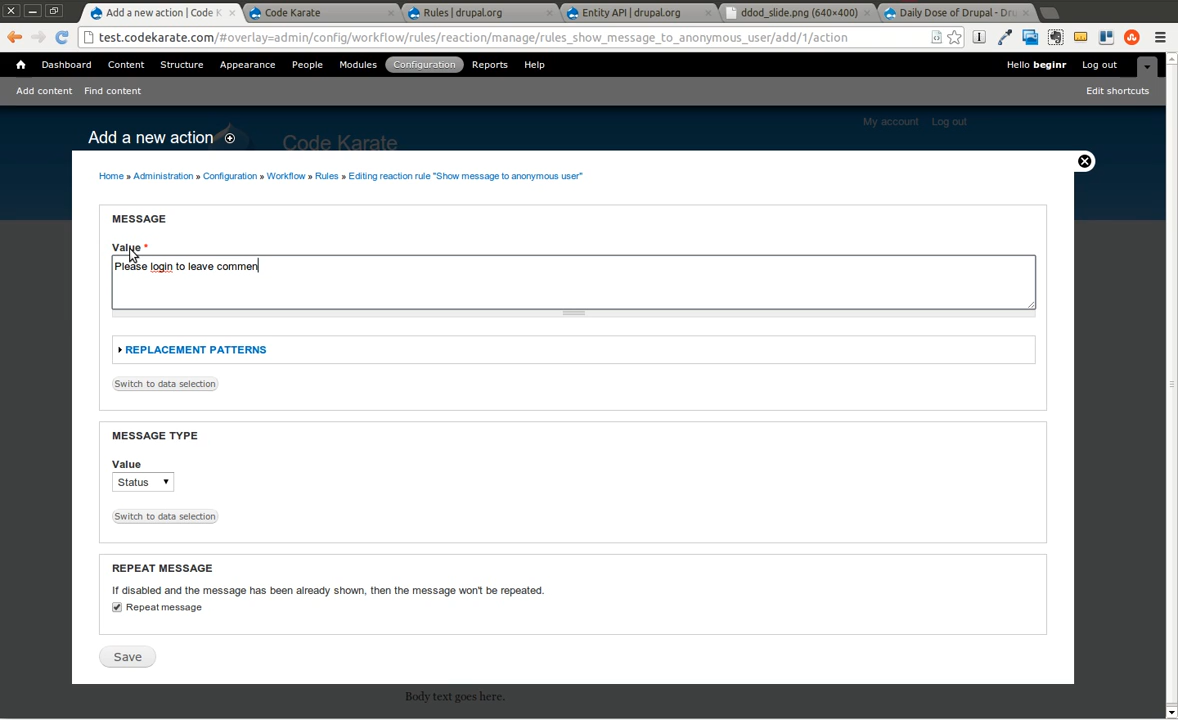 Add a new action | Code K
Code Karate
Rules | drupal.org
Entity API | drupal.org
ddod_slide.png (640×400)
Daily Dose of Drupal - Dru
test.codekarate.com/#overlay=admin/config/workflow/rules/reaction/manage/rules_show_message_to_anonymous_user/add/1/action
Dashboard Content Structure Appearance People Modules Configuration Reports Help Hello beginr Log out
Add content Find content Edit shortcuts
My account Log out
Add a new action
Code Karate
Home » Administration » Configuration » Workflow » Rules » Editing reaction rule "Show message to anonymous user"
MESSAGE
Value *
Please login to leave commen
REPLACEMENT PATTERNS
Switch to data selection
MESSAGE TYPE
Value
Status
Switch to data selection
REPEAT MESSAGE
If disabled and the message has been already shown, then the message won't be repeated.
Repeat message
Save
Body text goes here.